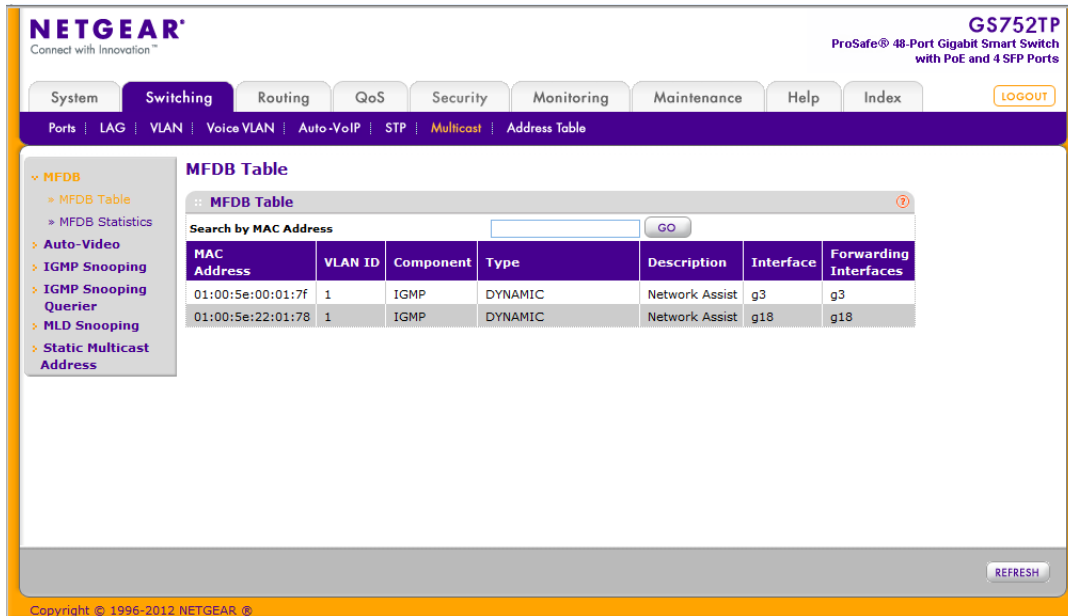 NETGEAR®
Connect with Innovation™
GS752TP
ProSafe® 48-Port Gigabit Smart Switch
with PoE and 4 SFP Ports
System Switching Routing QoS Security Monitoring Maintenance Help Index LOGOUT
Ports | LAG | VLAN | Voice VLAN | Auto-VoIP | STP | Multicast | Address Table
MFDB
» MFDB Table
» MFDB Statistics
Auto-Video
IGMP Snooping
IGMP Snooping
Querier
MLD Snooping
Static Multicast
Address
MFDB Table
:: MFDB Table ?
Search by MAC Address GO
MAC Address VLAN ID Component Type Description Interface Forwarding Interfaces
01:00:5e:00:01:7f 1 IGMP DYNAMIC Network Assist g3 g3
01:00:5e:22:01:78 1 IGMP DYNAMIC Network Assist g18 g18
REFRESH
Copyright © 1996-2012 NETGEAR ®